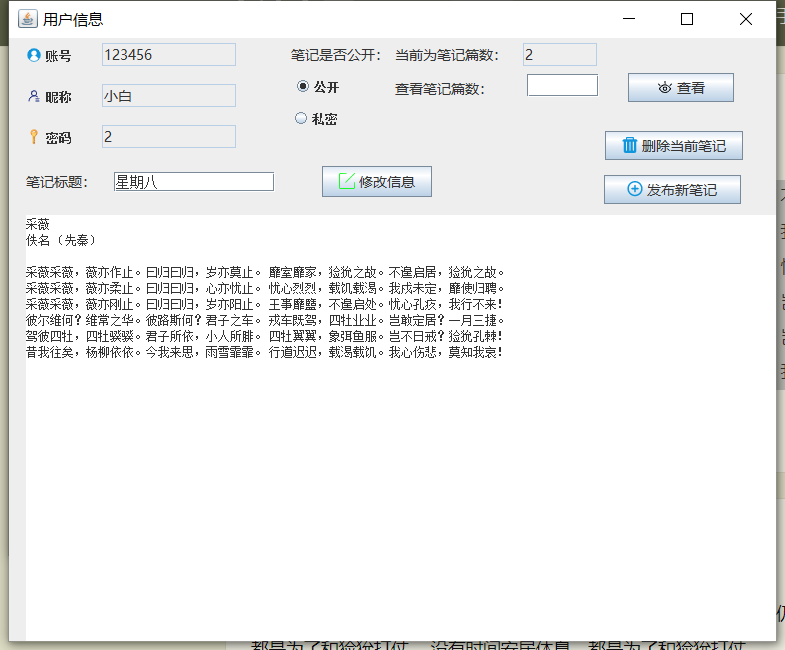 用户信息
账号 123456 笔记是否公开： 当前为笔记篇数： 2
公开 查看笔记篇数： 查看
昵称 小白
私密
密码 2 删除当前笔记
笔记标题： 星期八 修改信息 发布新笔记
采薇
佚名（先秦）
采薇采薇，薇亦作止。曰归曰归，岁亦莫止。 靡室靡家，猃狁之故。不遑启居，猃狁之故。
采薇采薇，薇亦柔止。曰归曰归，心亦忧止。 忧心烈烈，载饥载渴。我戍未定，靡使归聘。
采薇采薇，薇亦刚止。曰归曰归，岁亦阳止。 王事靡盬，不遑启处。忧心孔疚，我行不来！
彼尔维何？维常之华。彼路斯何？君子之车。 戎车既驾，四牡业业。岂敢定居？一月三捷。
驾彼四牡，四牡骙骙。君子所依，小人所腓。 四牡翼翼，象弭鱼服。岂不日戒？猃狁孔棘！
昔我往矣，杨柳依依。今我来思，雨雪霏霏。 行道迟迟，载渴载饥。我心伤悲，莫知我哀！
都是为了和猃狁打仗。 没有时间安居休息，都是为了和猃狁打仗。